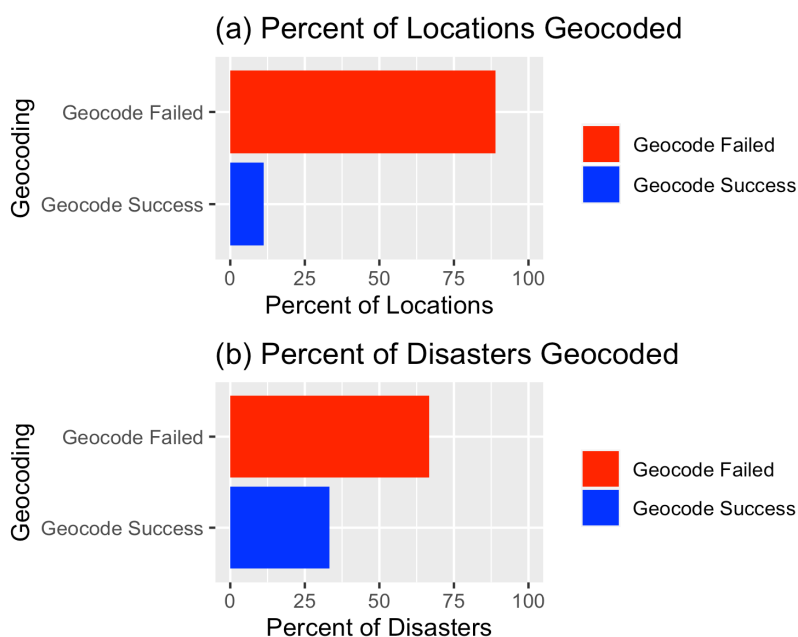 (a) Percent of Locations Geocoded
Geocoding
Geocode Failed
Geocode Success
0 25 50 75 100
Percent of Locations
Geocode Failed
Geocode Success
(b) Percent of Disasters Geocoded
Geocoding
Geocode Failed
Geocode Success
0 25 50 75 100
Percent of Disasters
Geocode Failed
Geocode Success